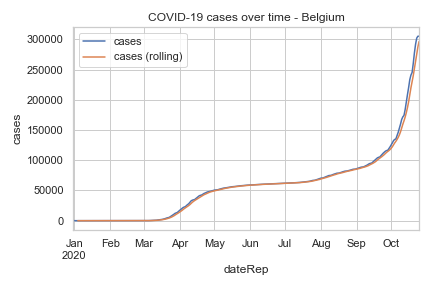 COVID-19 cases over time - Belgium
cases
cases (rolling)
300000
250000
200000
150000
100000
50000
0
cases
Jan Feb Mar Apr May Jun Jul Aug Sep Oct
2020
dateRep